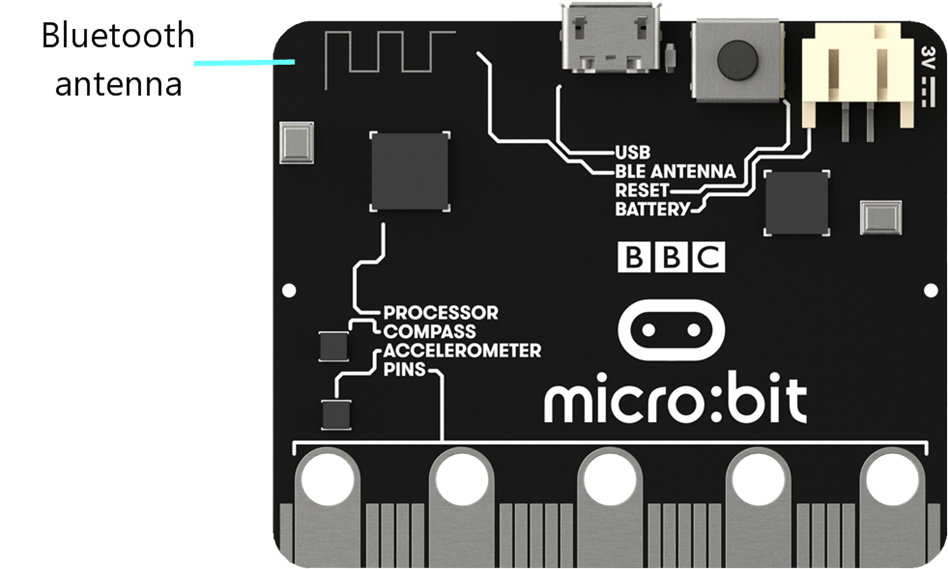 Bluetooth
antenna
3V
USB
BLE ANTENNA
RESET
BATTERY
BBC
PROCESSOR
COMPASS
ACCELEROMETER
PINS
micro:bit